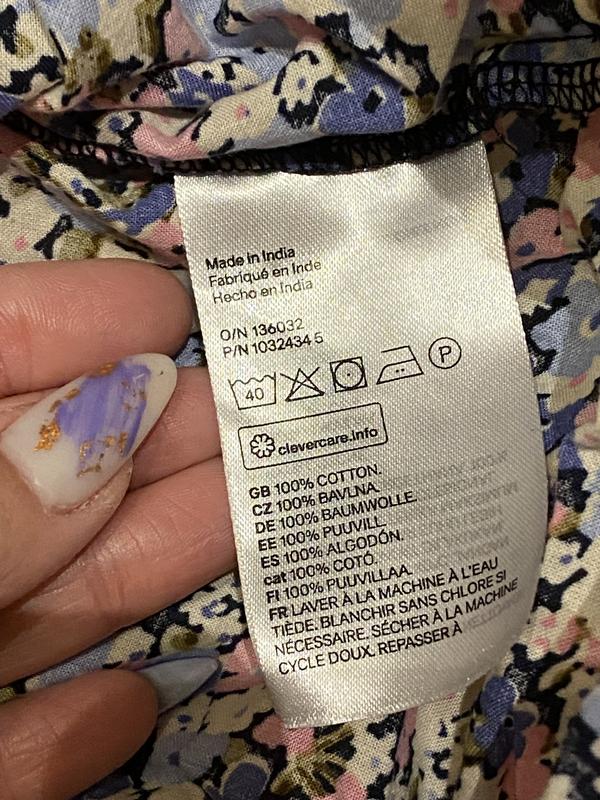 Made in India
Fabriqué en Inde
Hecho en India
O/N 136032
P/N 1032434 5
40
P
clevercare.info
GB 100% COTTON.
CZ 100% BAVLNA.
DE 100% BAUMWOLLE.
EE 100% PUUVILL.
ES 100% ALGODÓN.
cat 100% COTÓ.
FI 100% PUUVILLAA.
FR LAVER À LA MACHINE À L'EAU
TIÈDE. BLANCHIR SANS CHLORE SI
NÉCESSAIRE. SÉCHER À LA MACHINE
CYCLE DOUX. REPASSER À